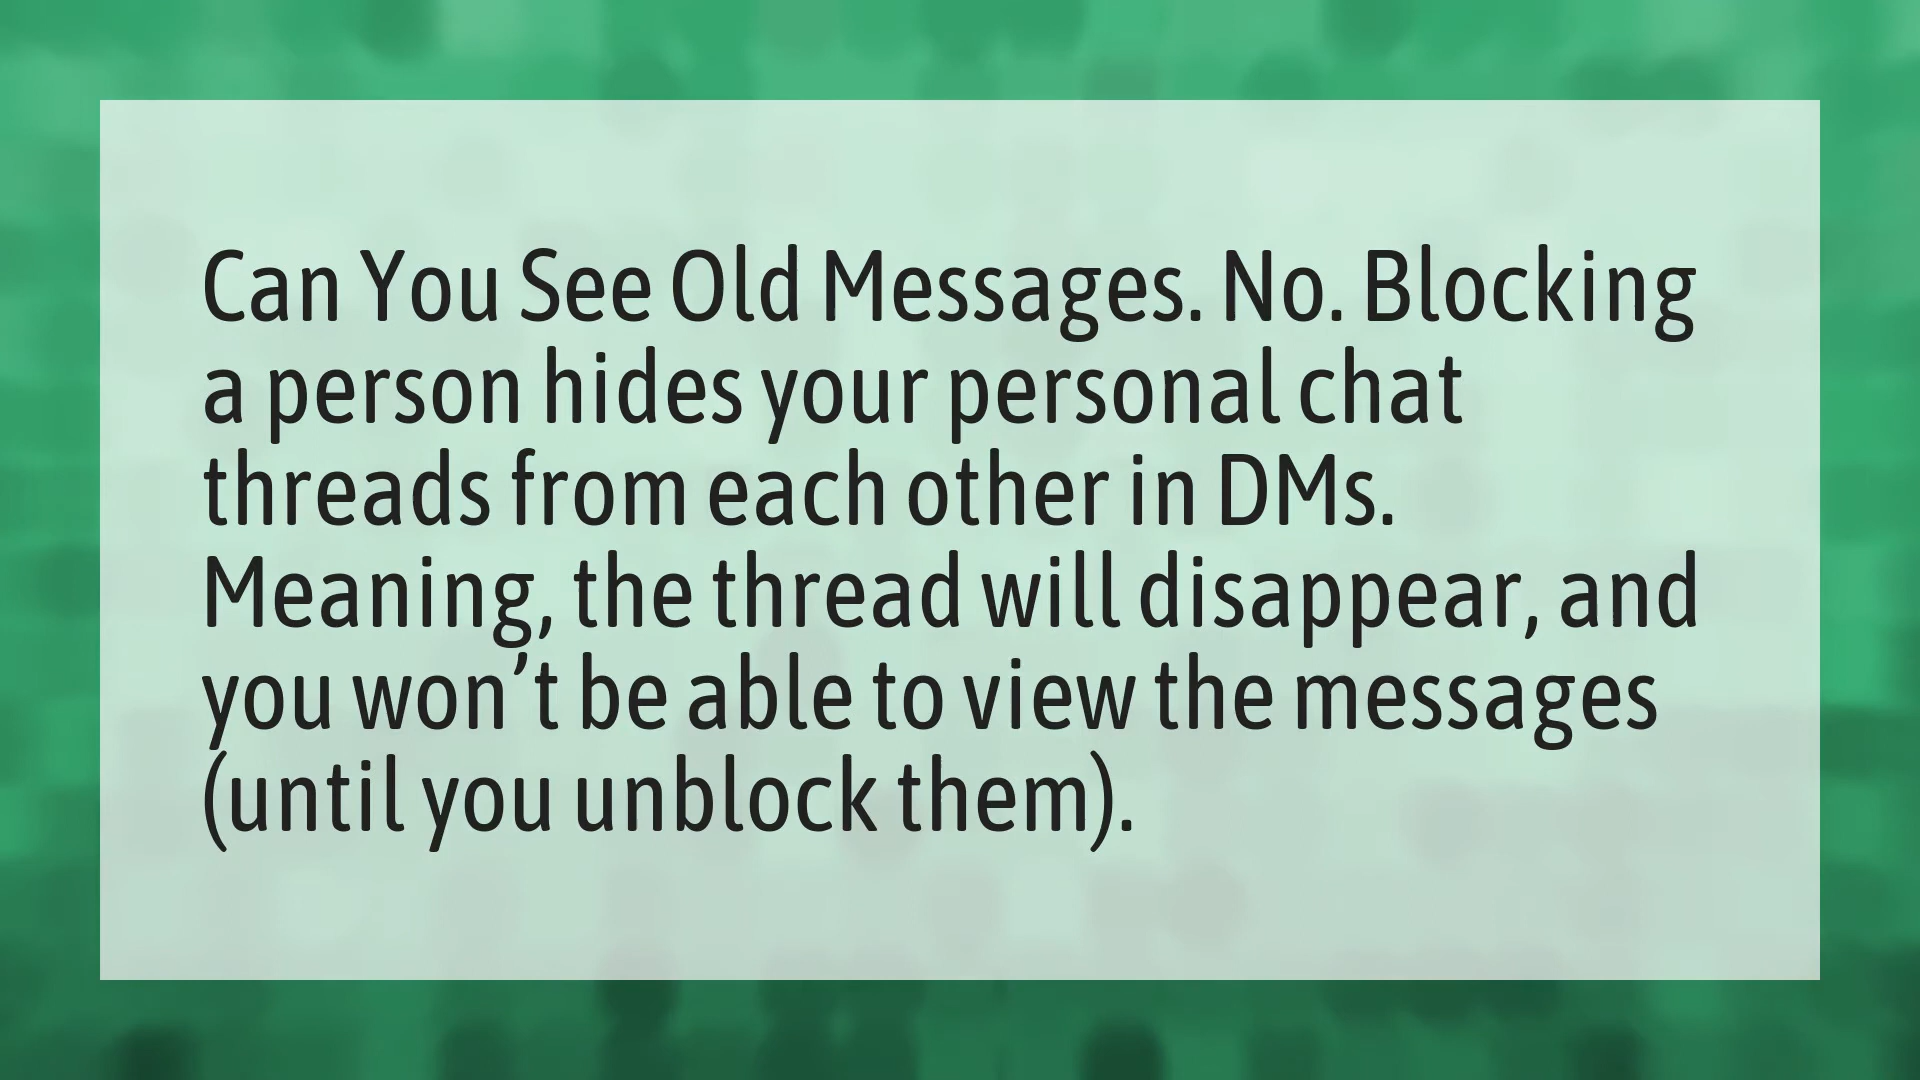 Can You See Old Messages. No. Blocking
a person hides your personal chat
threads from each other in DMs.
Meaning, the thread will disappear, and
you won’t be able to view the messages
(until you unblock them).